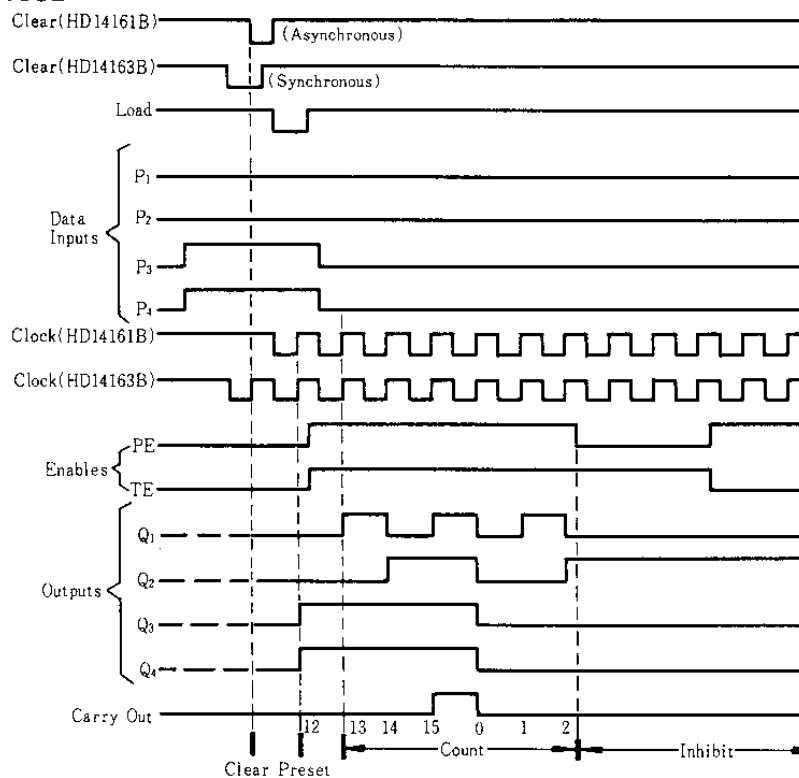 Clear(HD14161B)
(Asynchronous)
Clear(HD14163B)
(Synchronous)
Load
P1
Data
Inputs
P2
P3
P4
Clock(HD14161B)
Clock(HD14163B)
PE
Enables
TE
Q1
Q2
Outputs
Q3
Q4
Carry Out
12 13 14 15 0 1 2
Count Inhibit
Clear Preset